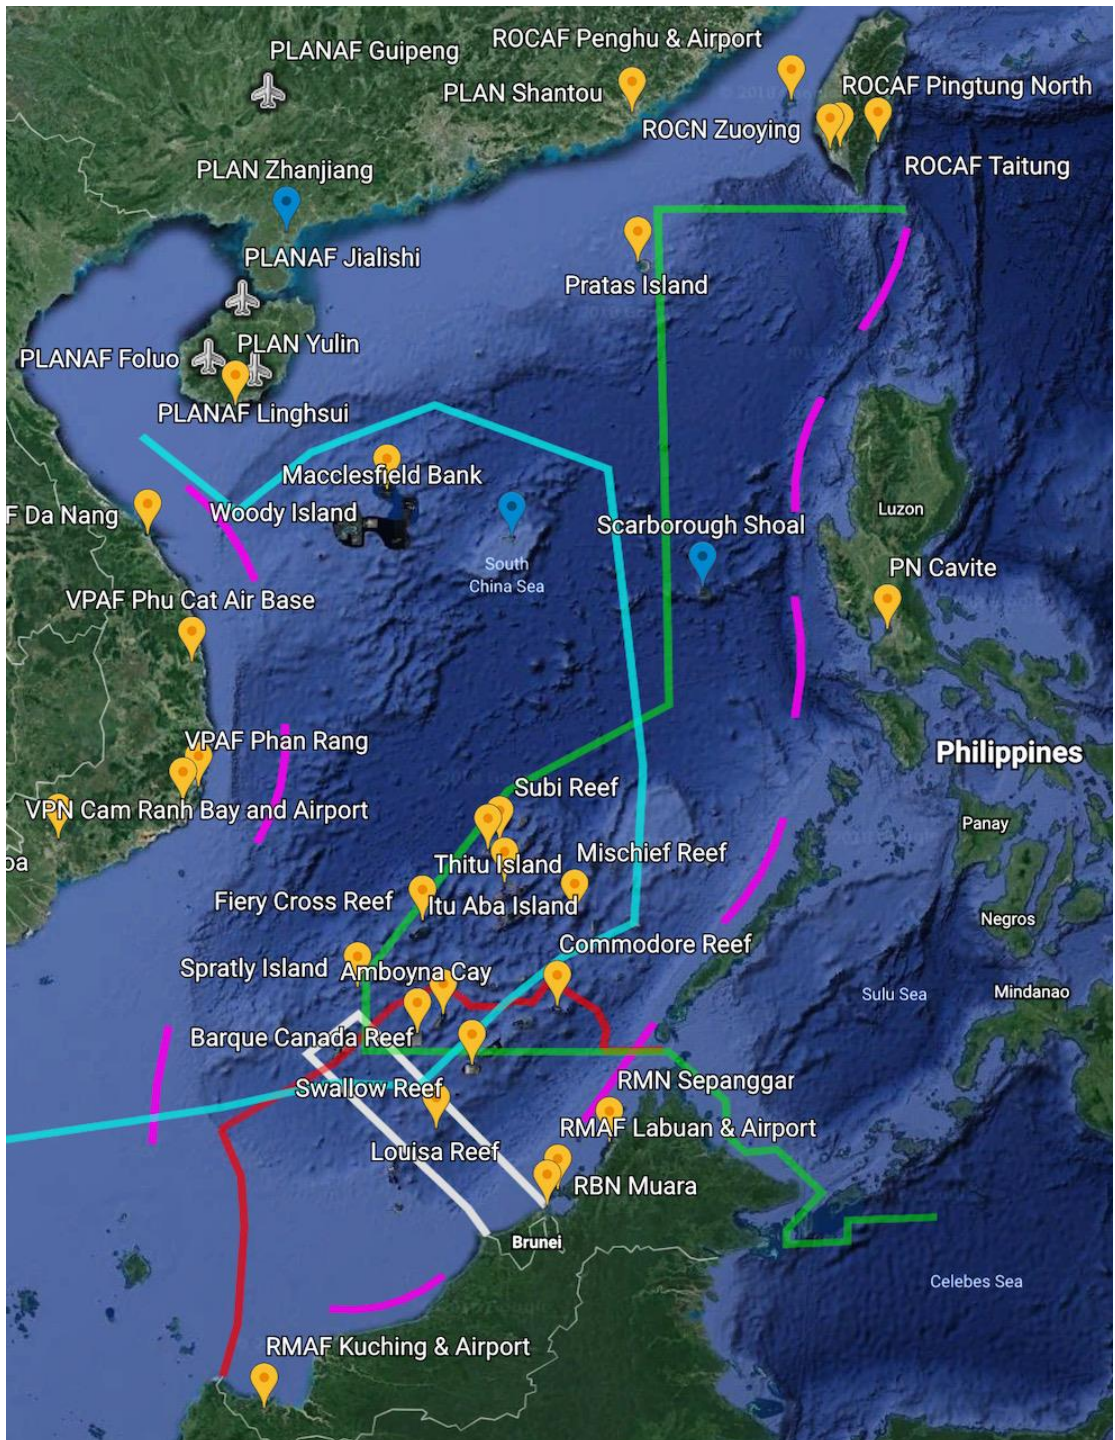 PLANAF Guipeng
ROCAF Penghu & Airport
PLAN Shantou
ROCAF Pingtung North
ROCN Zuoying
ROCAF Taitung
PLAN Zhanjiang
PLANAF Jialishi
Pratas Island
PLANAF Foluo
PLAN Yulin
PLANAF Linghsui
Macclesfield Bank
Woody Island
F Da Nang
Scarborough Shoal
Luzon
South
China Sea
PN Cavite
VPAF Phu Cat Air Base
VPAF Phan Rang
Philippines
Subi Reef
VPN Cam Ranh Bay and Airport
Panay
oa
Thitu Island
Mischief Reef
Fiery Cross Reef
Itu Aba Island
Negros
Commodore Reef
Spratly Island
Amboyna Cay
Sulu Sea
Mindanao
Barque Canada Reef
Swallow Reef
RMN Sepanggar
RMAF Labuan & Airport
Louisa Reef
RBN Muara
Brunei
Celebes Sea
RMAF Kuching & Airport